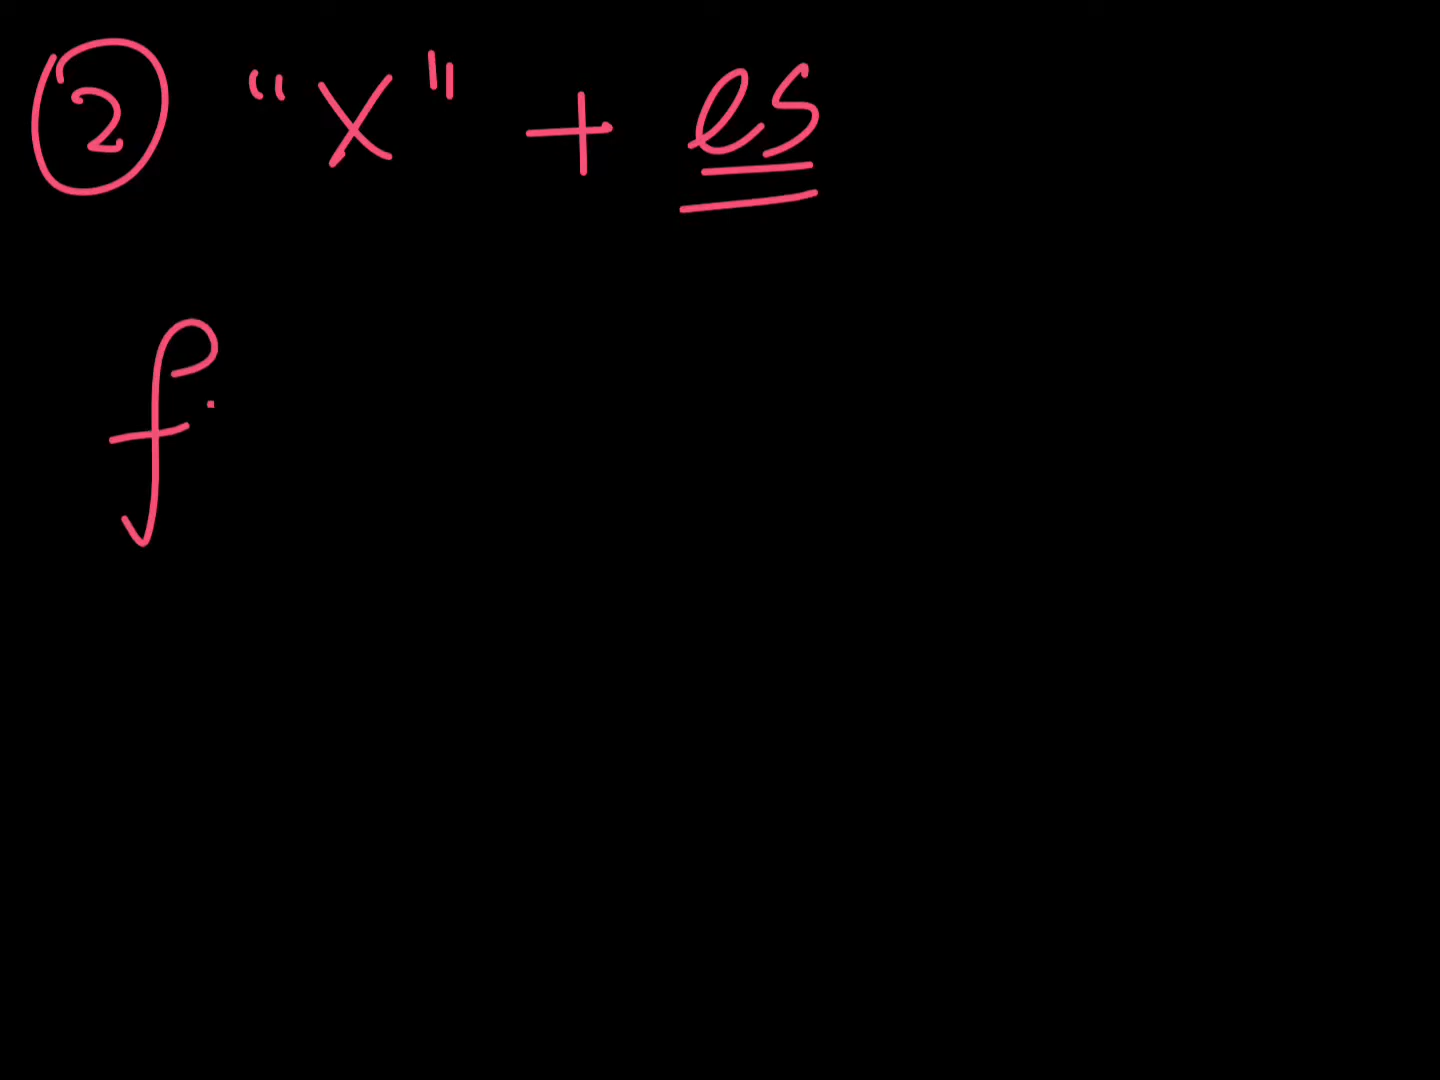 ② "X" + es
f